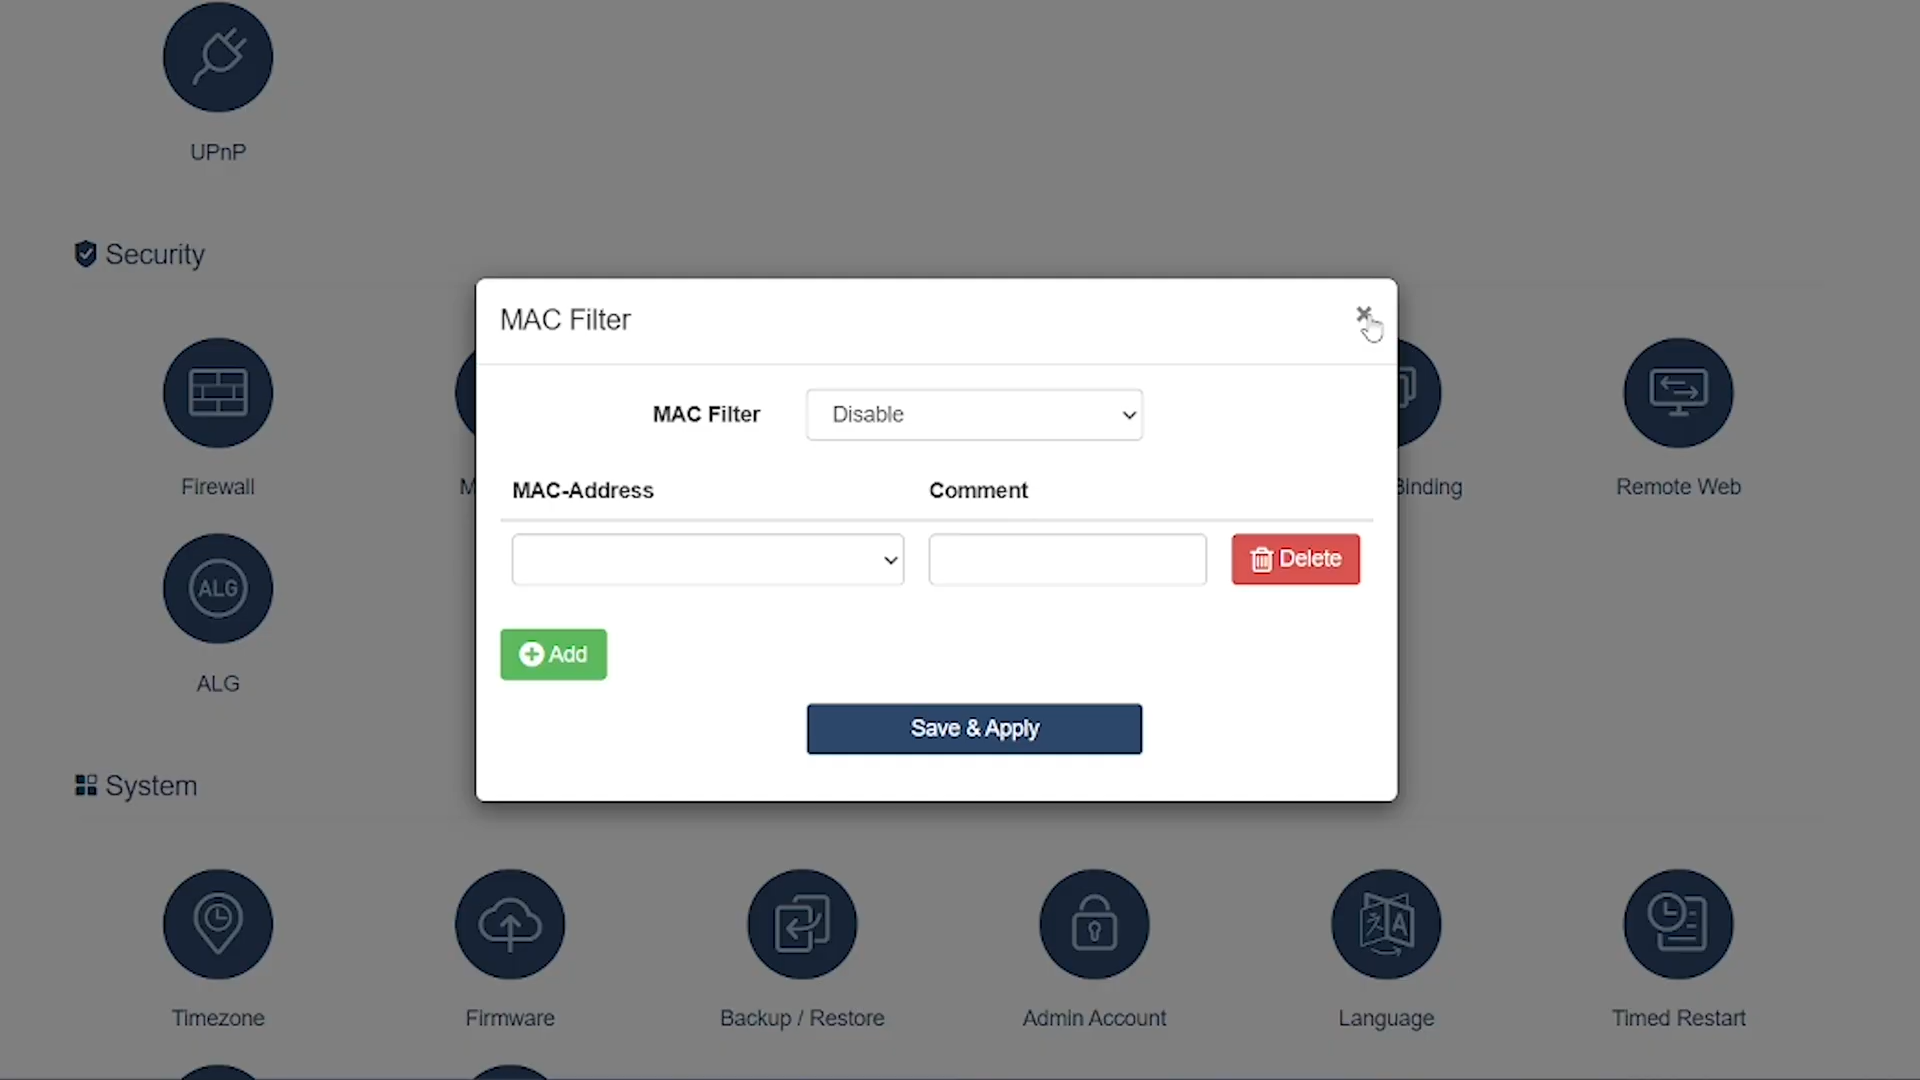 UPnP
Security
MAC Filter
MAC Filter Disable
MAC-Address Comment
Delete
Add
Save & Apply
Firewall
Binding
Remote Web
ALG
ALG
System
A
Timezone
Firmware
Backup / Restore
Admin Account
Language
Timed Restart